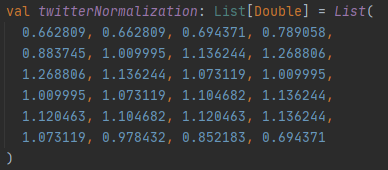 val twitterNormalization: List[Double] = List(
0.662809, 0.662809, 0.694371, 0.789058,
0.883745, 1.009995, 1.136244, 1.268806,
1.268806, 1.136244, 1.073119, 1.009995,
1.009995, 1.073119, 1.104682, 1.136244,
1.120463, 1.104682, 1.120463, 1.136244,
1.073119, 0.978432, 0.852183, 0.694371
)